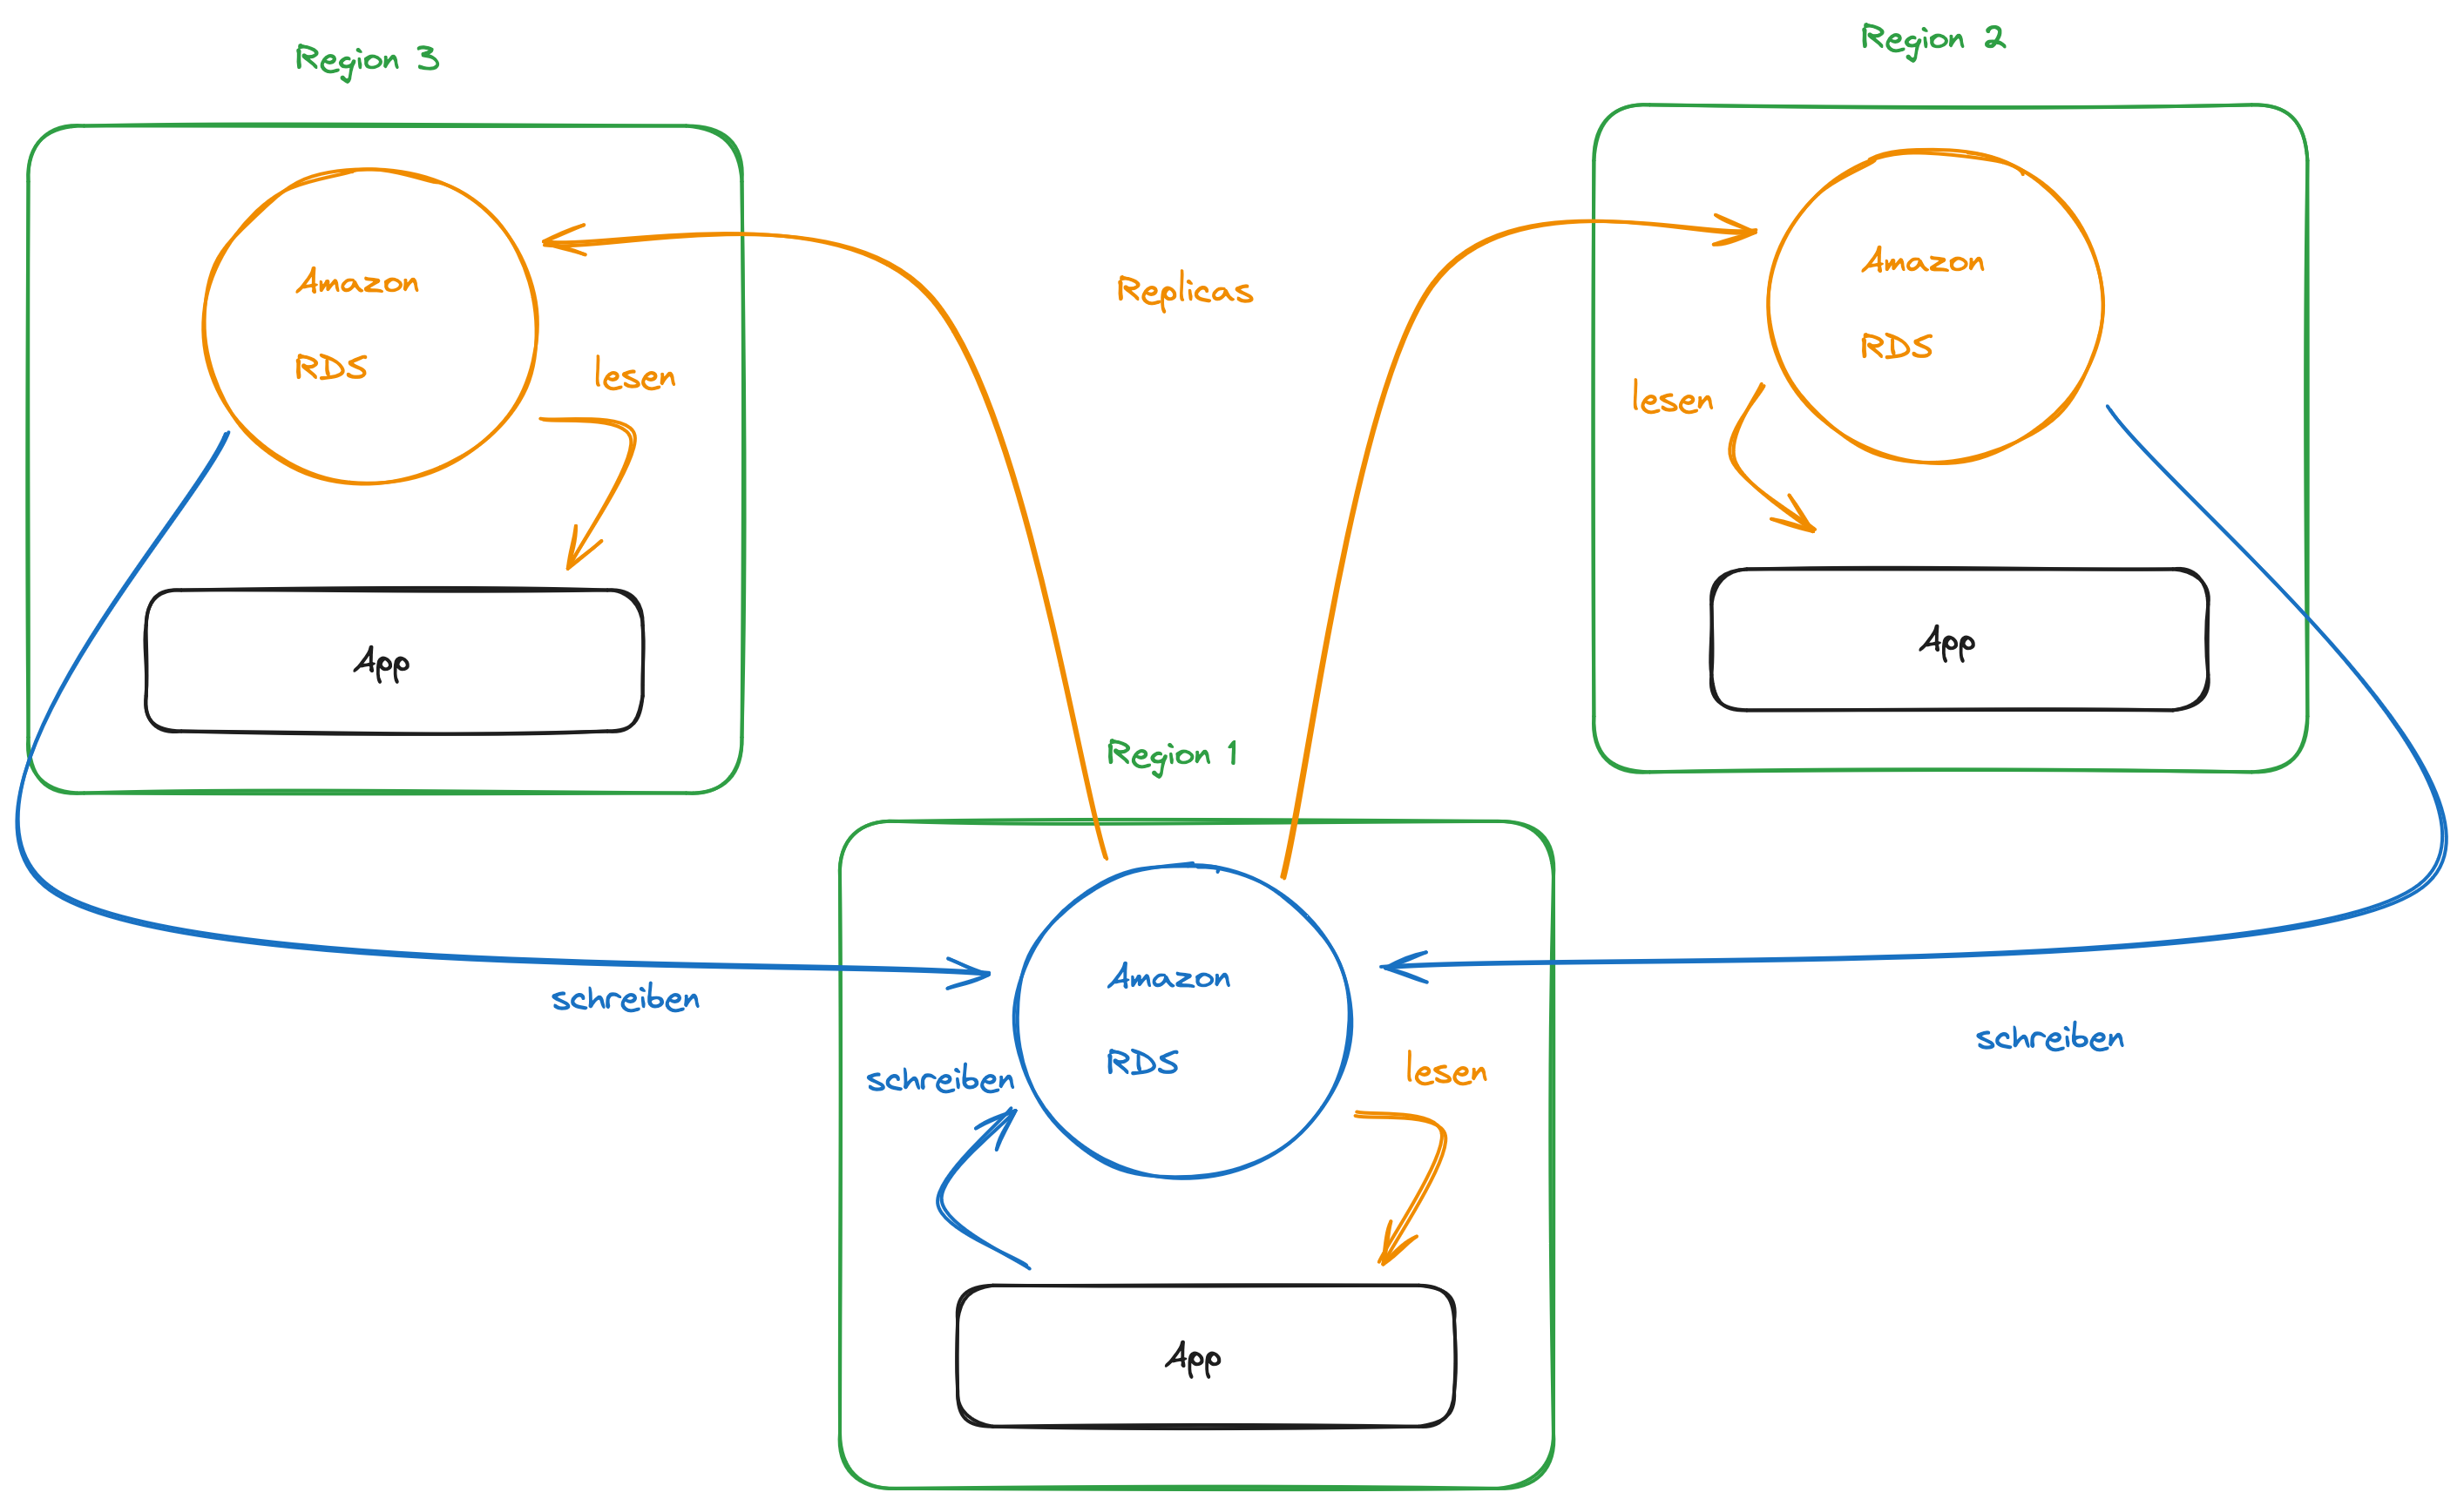 Region 3
Region 2
Amazon
RDS
lesen
Replicas
Amazon
RDS
lesen
App
App
Region 1
schreiben
Amazon
RDS
schreiben
lesen
schreiben
App